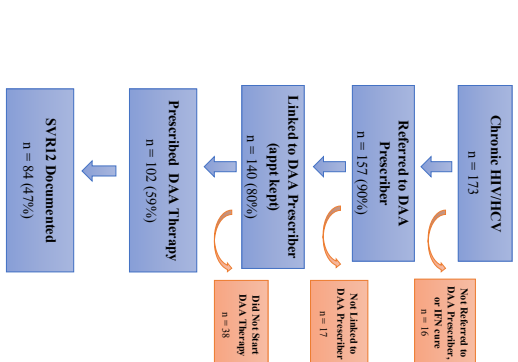 Chronic HIV/HCV
n = 173
Not Referred to
DAA Prescriber,
or IFN cure
n = 16
Referred to DAA
Prescriber
n = 157 (90%)
Not Linked to
DAA Prescriber
n = 17
Linked to DAA Prescriber
(appt kept)
n = 140 (80%)
Did Not Start
DAA Therapy
n = 38
Prescribed DAA Therapy
n = 102 (59%)
SVR12 Documented
n = 84 (47%)